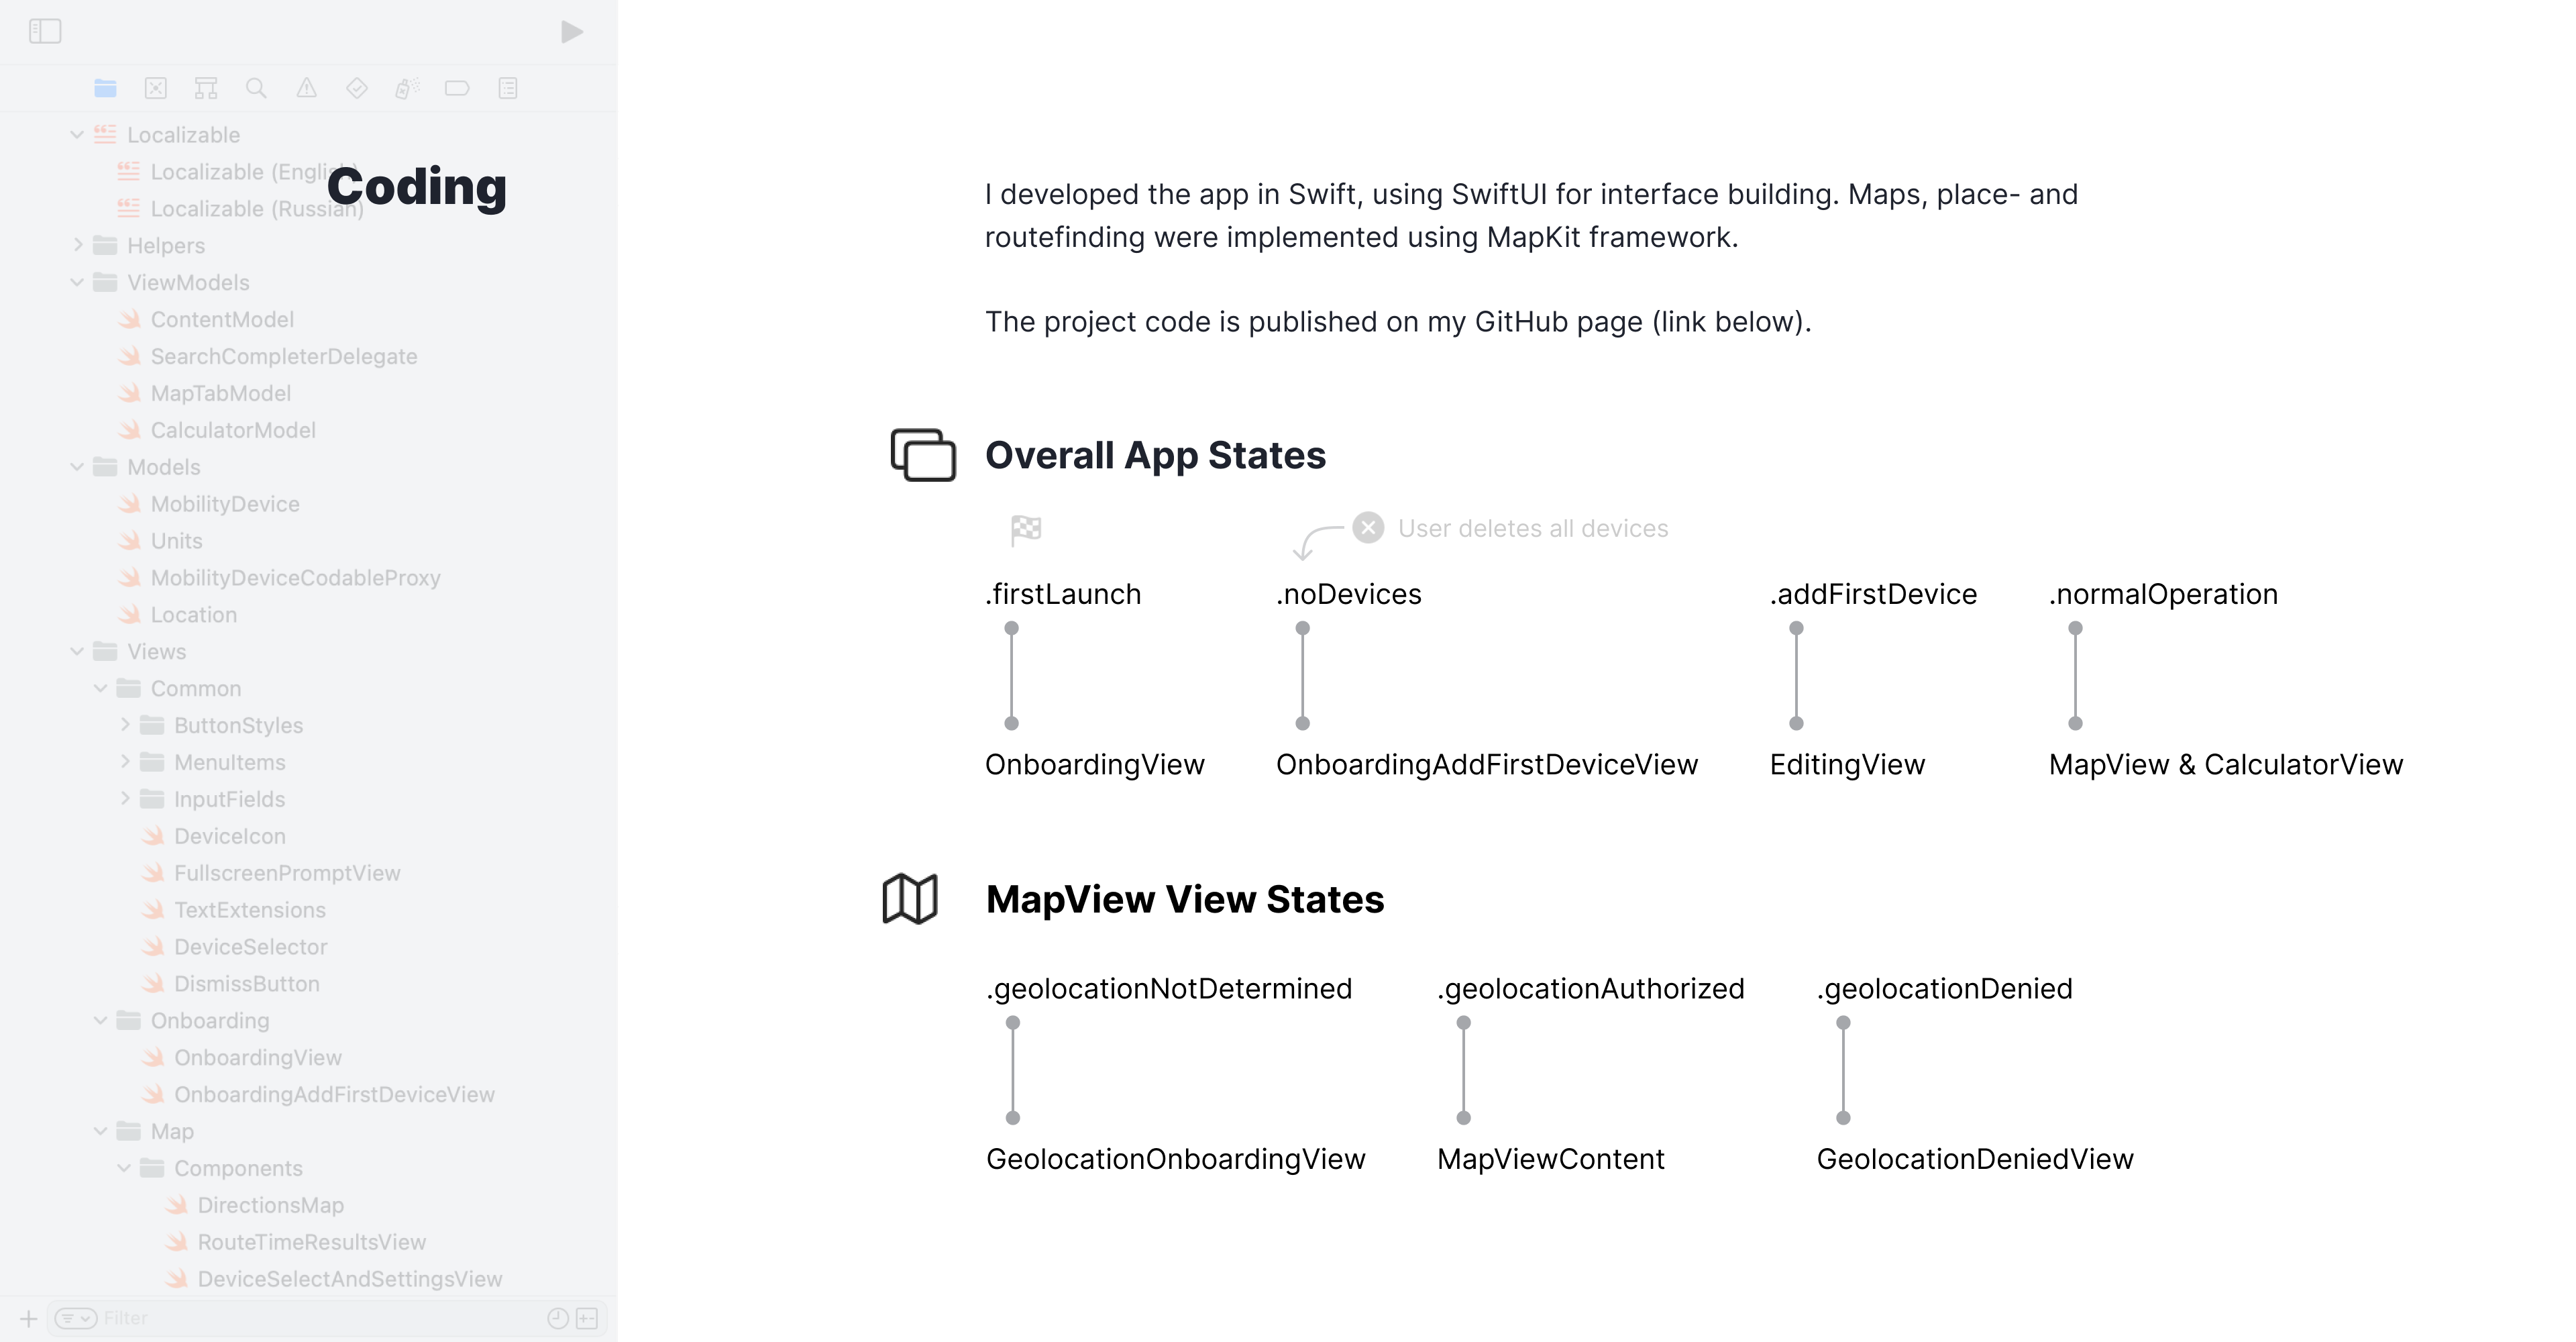 Localizable
Localizable (English)
Localizable (Russian)
Helpers
ViewModels
ContentModel
SearchCompleterDelegate
MapTabModel
CalculatorModel
Models
MobilityDevice
Units
MobilityDeviceCodableProxy
Location
Views
Common
ButtonStyles
MenuItems
InputFields
DeviceIcon
FullscreenPromptView
TextExtensions
DeviceSelector
DismissButton
Onboarding
OnboardingView
OnboardingAddFirstDeviceView
Map
Components
DirectionsMap
RouteTimeResultsView
DeviceSelectAndSettingsView
Filter
Coding
I developed the app in Swift, using SwiftUI for interface building. Maps, place- and
routefinding were implemented using MapKit framework.
The project code is published on my GitHub page (link below).
Overall App States
User deletes all devices
.firstLaunch
.noDevices
.addFirstDevice
.normalOperation
OnboardingView
OnboardingAddFirstDeviceView
EditingView
MapView & CalculatorView
MapView View States
.geolocationNotDetermined
.geolocationAuthorized
.geolocationDenied
GeolocationOnboardingView
MapViewContent
GeolocationDeniedView